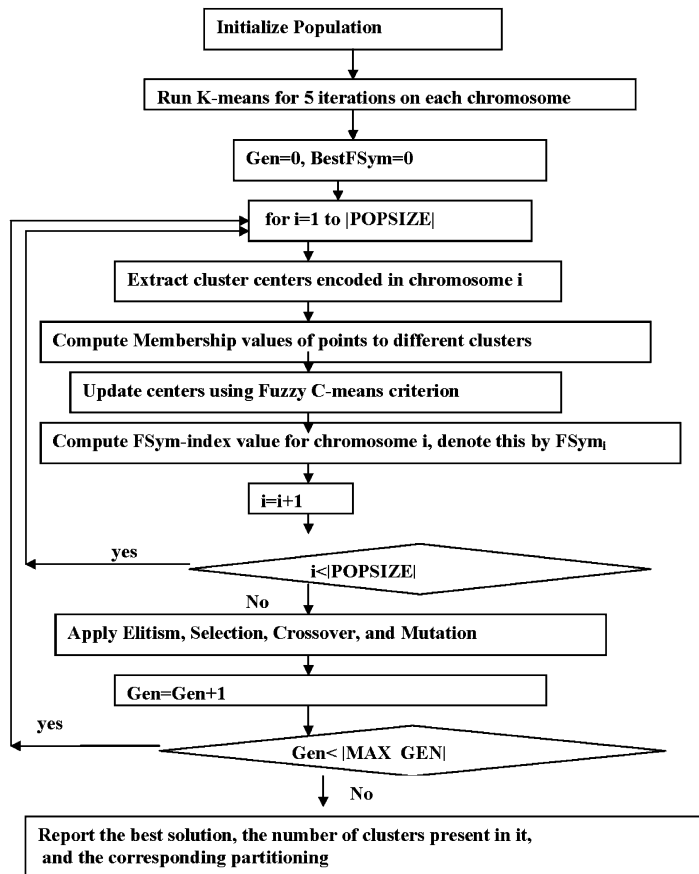 Initialize Population
Run K-means for 5 iterations on each chromosome
Gen=0, BestFSym=0
for i=1 to |POPSIZE|
Extract cluster centers encoded in chromosome i
Compute Membership values of points to different clusters
Update centers using Fuzzy C-means criterion
Compute FSym-index value for chromosome i, denote this by FSymᵢ
i=i+1
yes
i<|POPSIZE|
No
Apply Elitism, Selection, Crossover, and Mutation
Gen=Gen+1
yes
Gen< |MAX_GEN|
No
Report the best solution, the number of clusters present in it,
and the corresponding partitioning